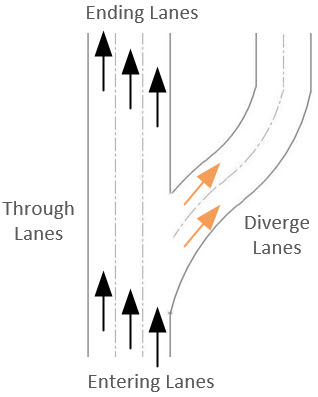 Ending Lanes
Through
Lanes
Diverge
Lanes
Entering Lanes